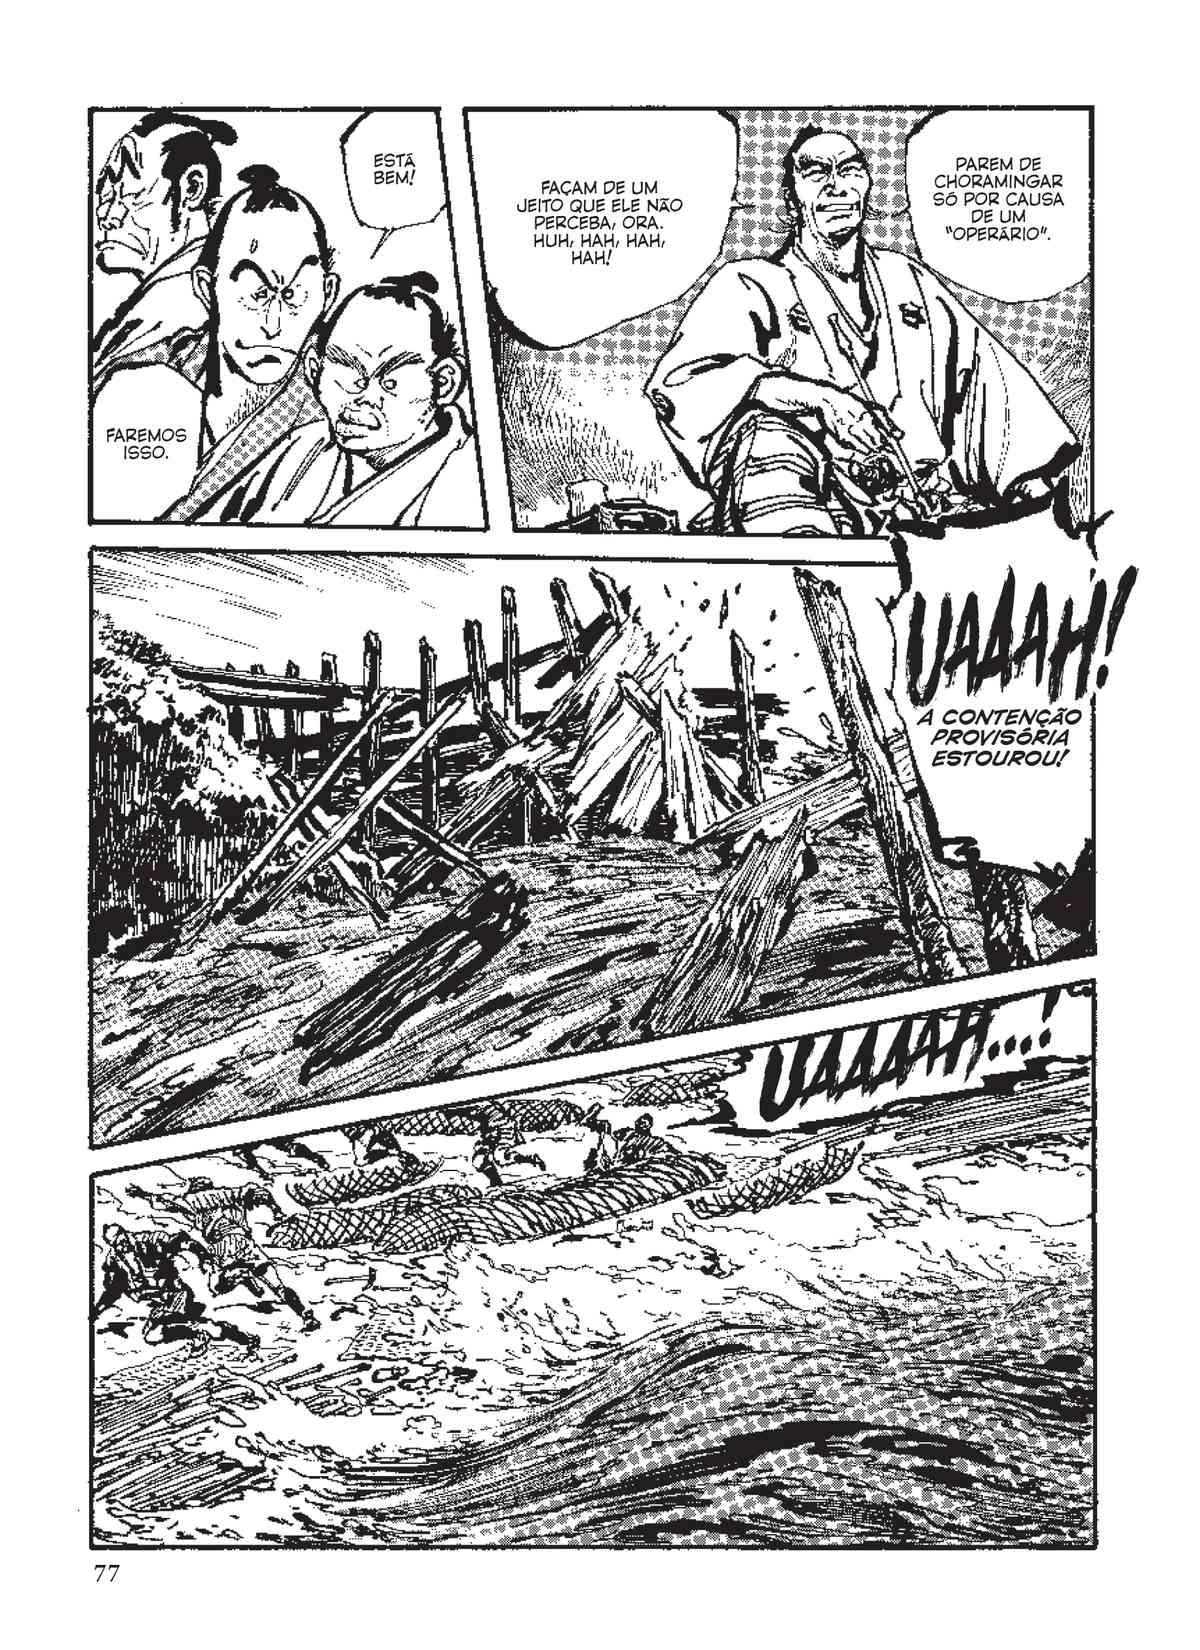 PAREM DE
CHORAMINGAR
SÓ POR CAUSA
DE UM
"OPERÁRIO".
FAÇAM DE UM
JEITO QUE ELE NÃO
PERCEBA, ORA.
HUH, HAH, HAH,
HAH!
ESTÁ
BEM!
FAREMOS
ISSO.
UAAAH!
A CONTENÇÃO
PROVISÓRIA
ESTOUROU!
UAAAAH...!
77